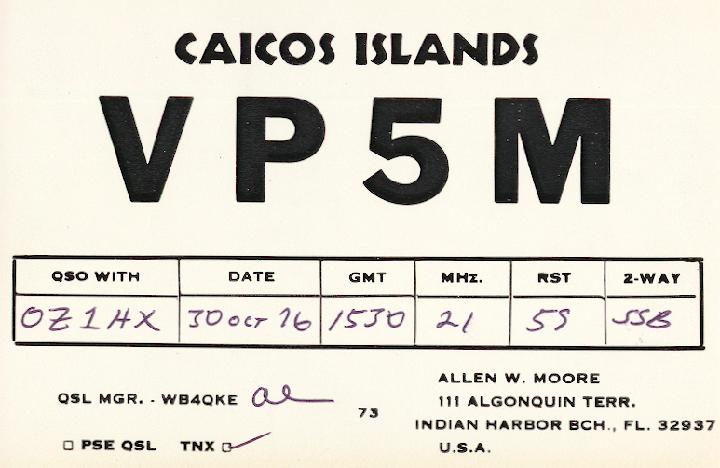 CAICOS ISLANDS
VP5M
QSO WITH DATE GMT MHZ. RST 2-WAY
OZ1HX 30 OCT 76 1530 21 59 SSB
ALLEN W. MOORE
QSL MGR. - WB4QKE al 111 ALGONQUIN TERR.
73 INDIAN HARBOR BCH., FL. 32937
PSE QSL TNX U.S.A.